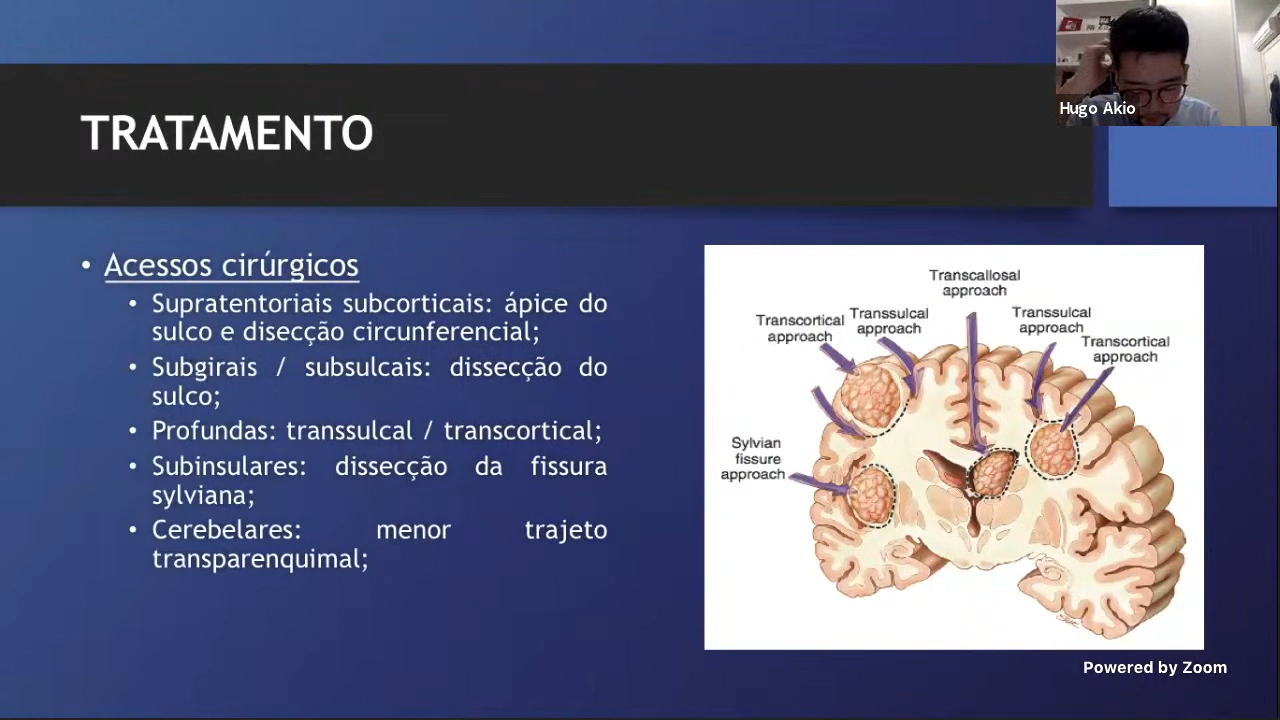 Hugo Akio
TRATAMENTO
• Acessos cirúrgicos
• Supratentoriais subcorticais: ápice do
sulco e disecção circunferencial;
• Subgirais / subsulcais: dissecção do
sulco;
• Profundas: transsulcal / transcortical;
• Subinsulares: dissecção da fissura
sylviana;
• Cerebelares: menor trajeto
transparenquimal;
Transcallosal
approach
Transcortical
approach
Transsulcal
approach
Transsulcal
approach
Transcortical
approach
Sylvian
fissure
approach
Powered by Zoom